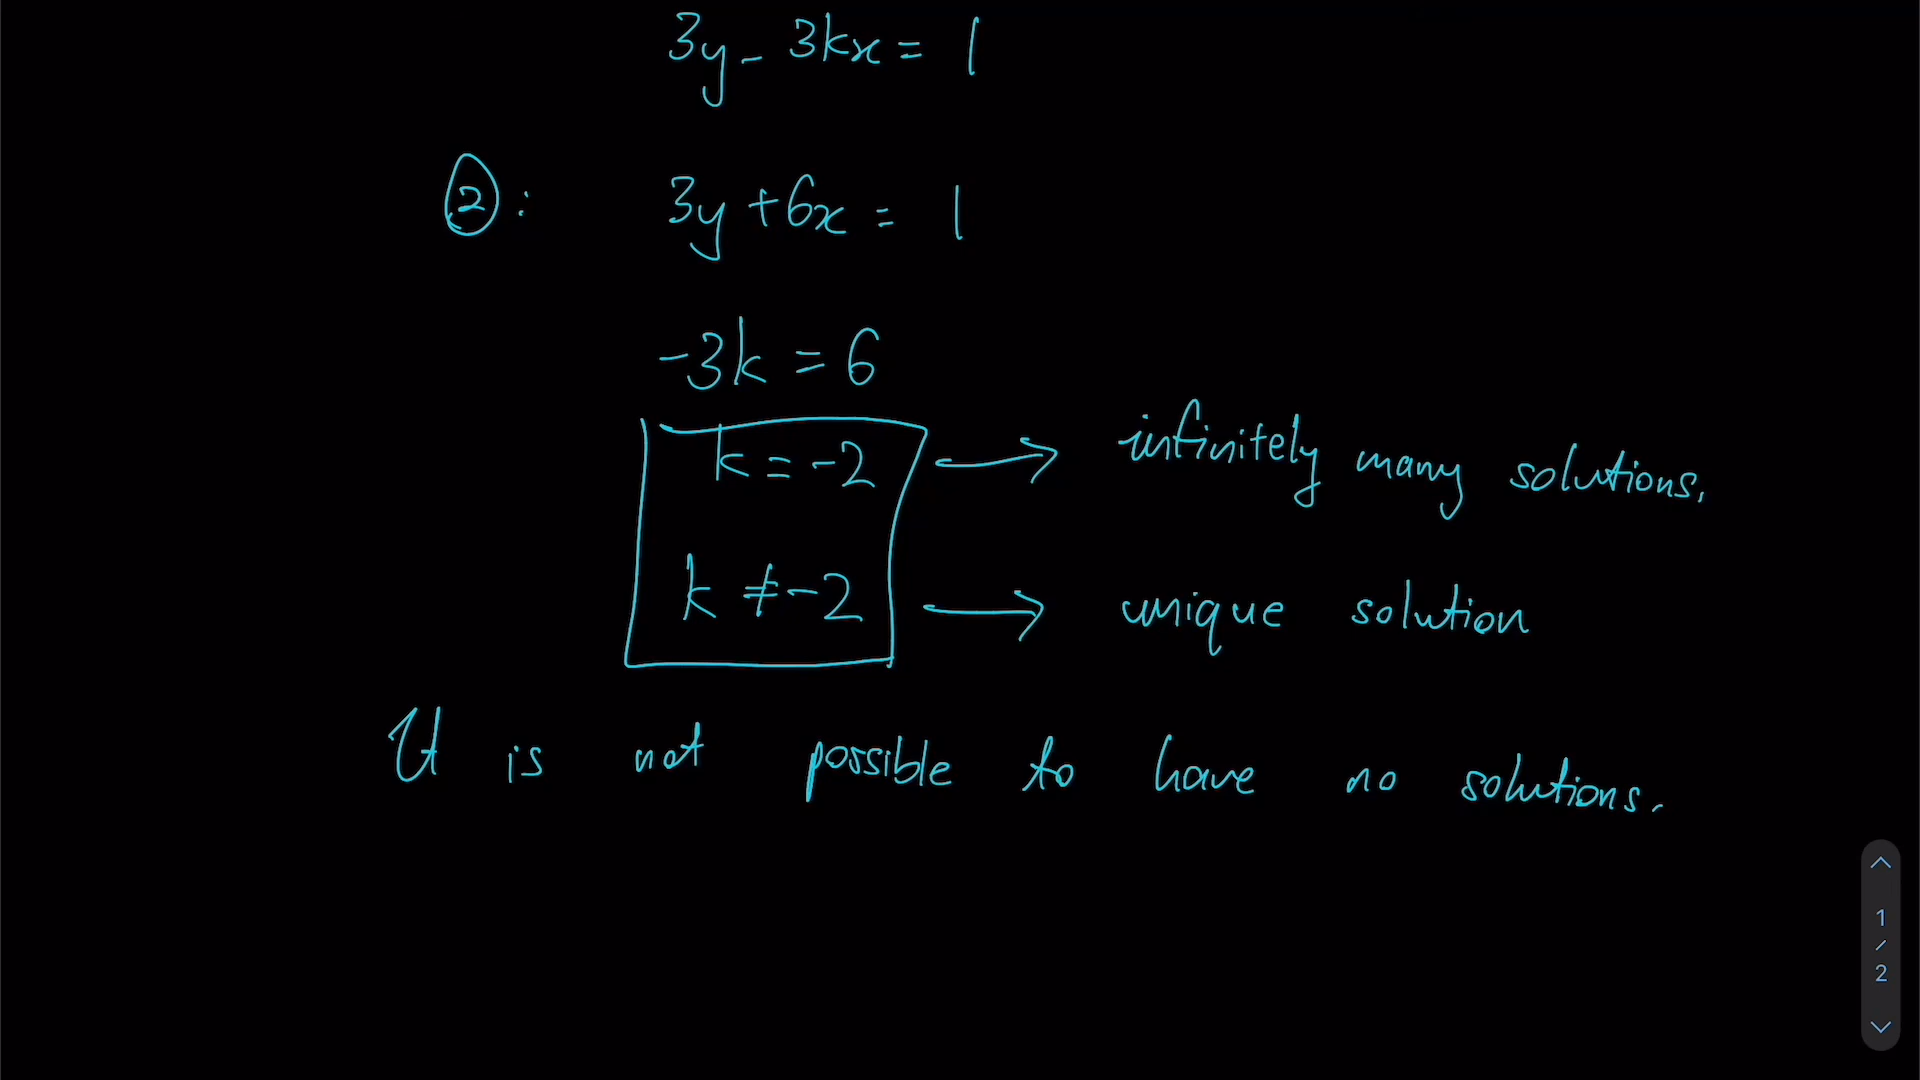 3y - 3kx = 1
② : 3y + 6x = 1
-3k = 6
k = -2 → infinitely many solutions.
k ≠ -2 → unique solution
It is not possible to have no solutions.
1
/
2